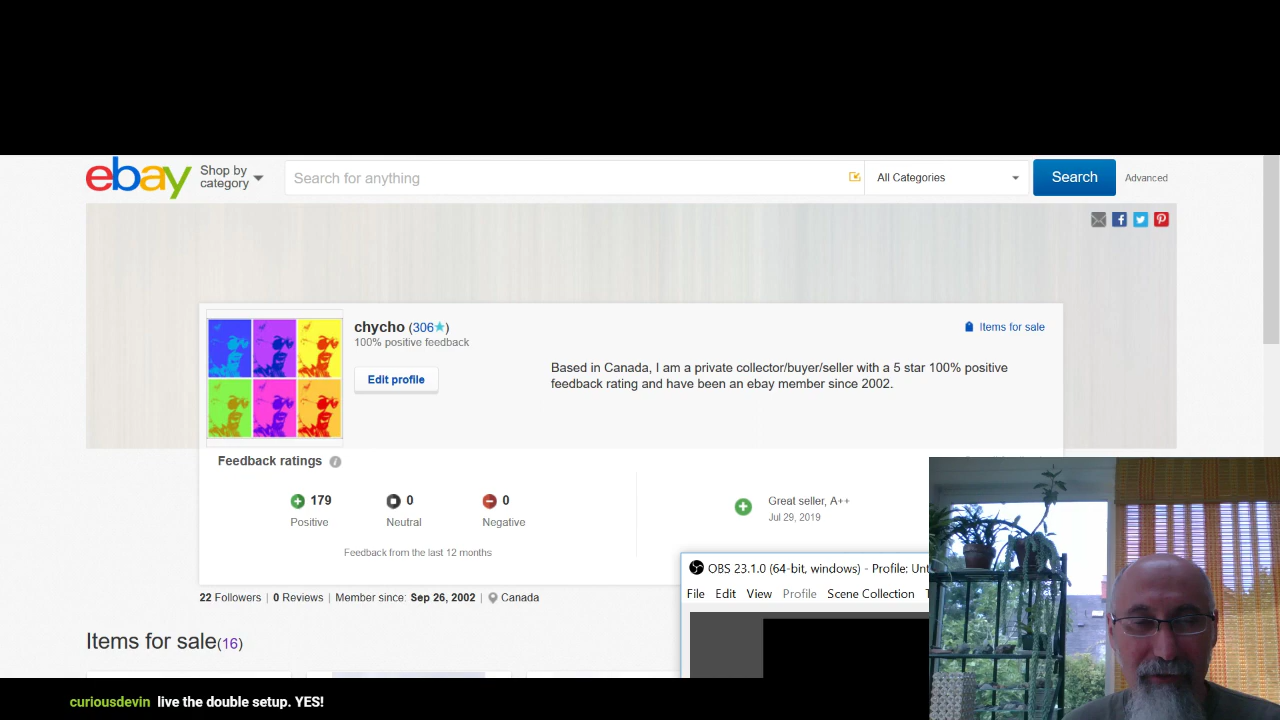 ebay
Shop by
category
Search for anything
All Categories
Search
Advanced
chycho (306★)
100% positive feedback
Edit profile
Items for sale
Based in Canada, I am a private collector/buyer/seller with a 5 star 100% positive
feedback rating and have been an ebay member since 2002.
Feedback ratings
179
Positive
0
Neutral
0
Negative
Feedback from the last 12 months
Great seller, A++
Jul 29, 2019
22 Followers | 0 Reviews | Member since: Sep 26, 2002 | Canada
Items for sale(16)
OBS 23.1.0 (64-bit, windows) - Profile: Unt
File Edit View Profile Scene Collection
curiousdevin live the double setup. YES!